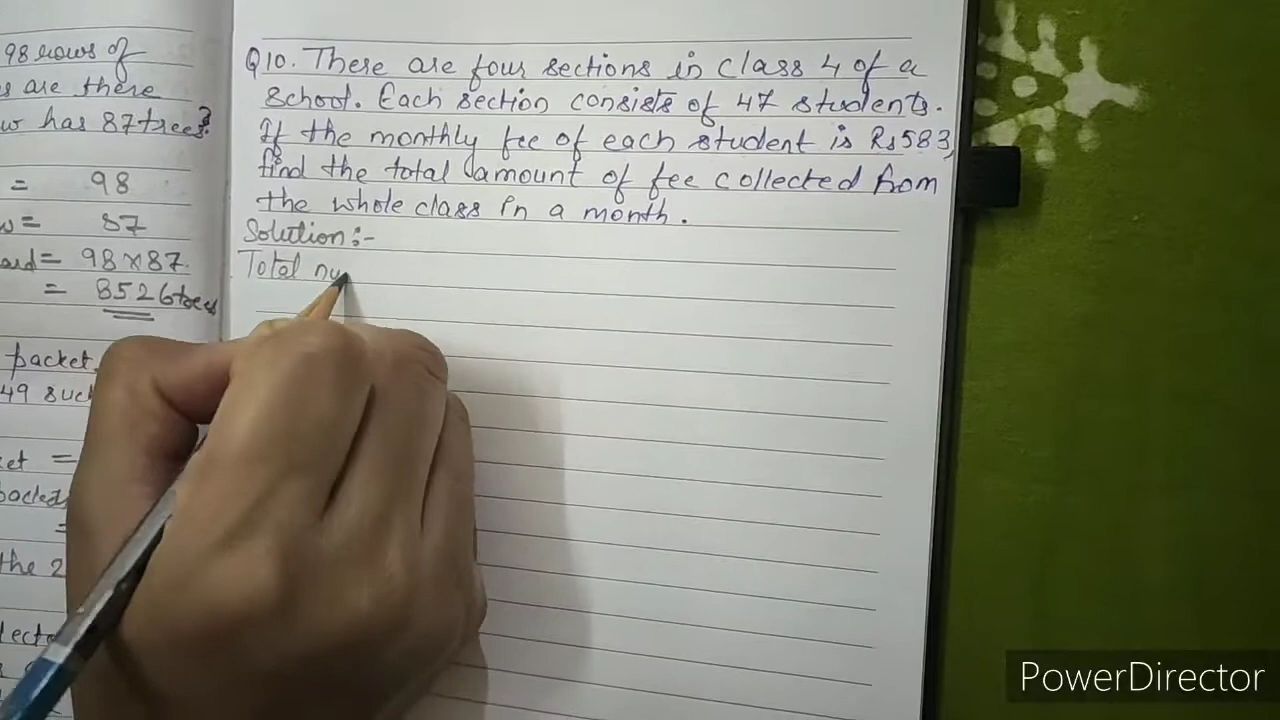 98 rows of
are there
has 87 trees?
= 98
= 87
= 98×87
= 8526 trees
packet
49
=
packets
=
the 2
Q10. There are four sections in class 4 of a
school. Each section consists of 47 students.
If the monthly fee of each student is Rs583,
find the total amount of fee collected from
the whole class in a month.
Solution:-
Total nu
PowerDirector